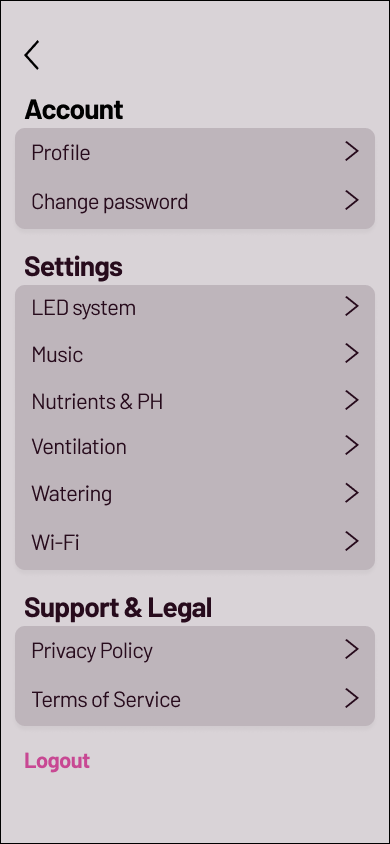 Account
Profile
Change password
Settings
LED system
Music
Nutrients & PH
Ventilation
Watering
Wi-Fi
Support & Legal
Privacy Policy
Terms of Service
Logout